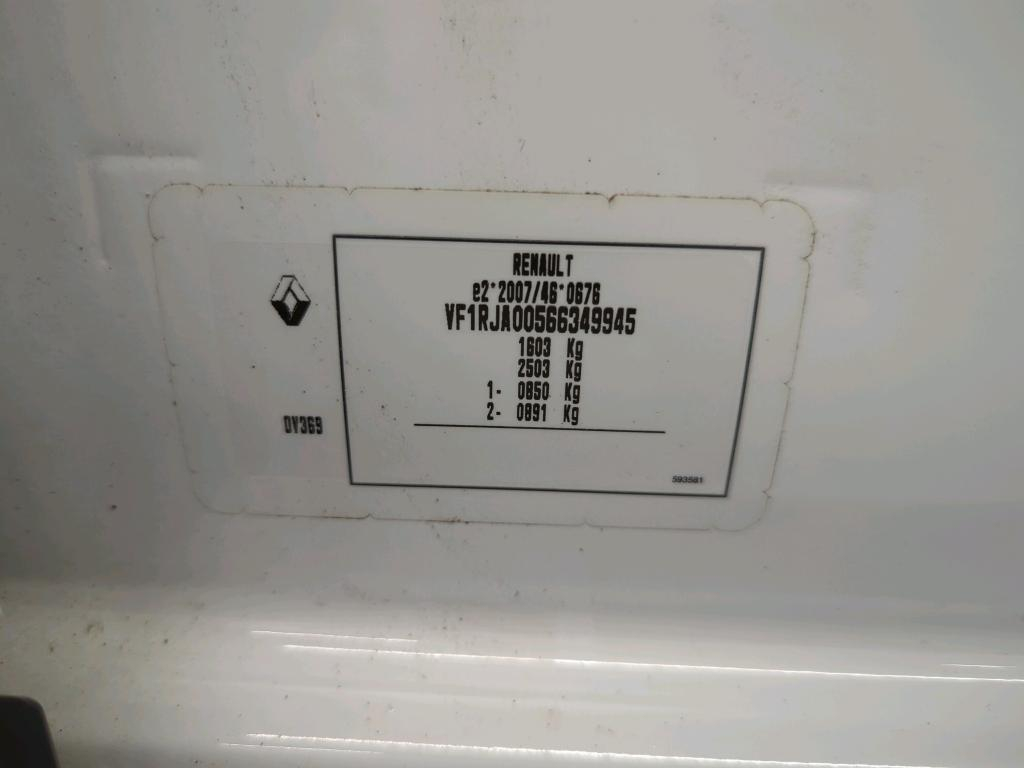 RENAULT
e2*2007/46*0676
VF1RJA00566349945
1603 Kg
2503 Kg
1- 0850 Kg
2- 0891 Kg
DV369
593581